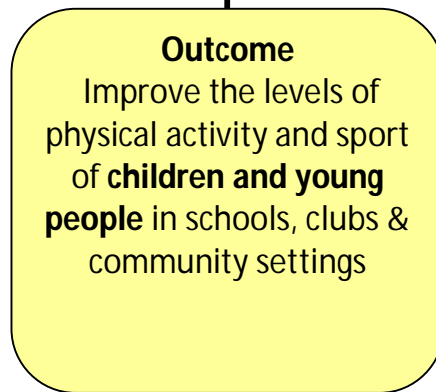 Outcome
Improve the levels of
physical activity and sport
of children and young
people in schools, clubs &
community settings